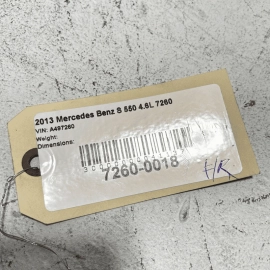 2013 Mercedes Benz S 550 4.6L 7260
VIN: A497260
Weight:
Dimensions:
7260-0018
HR